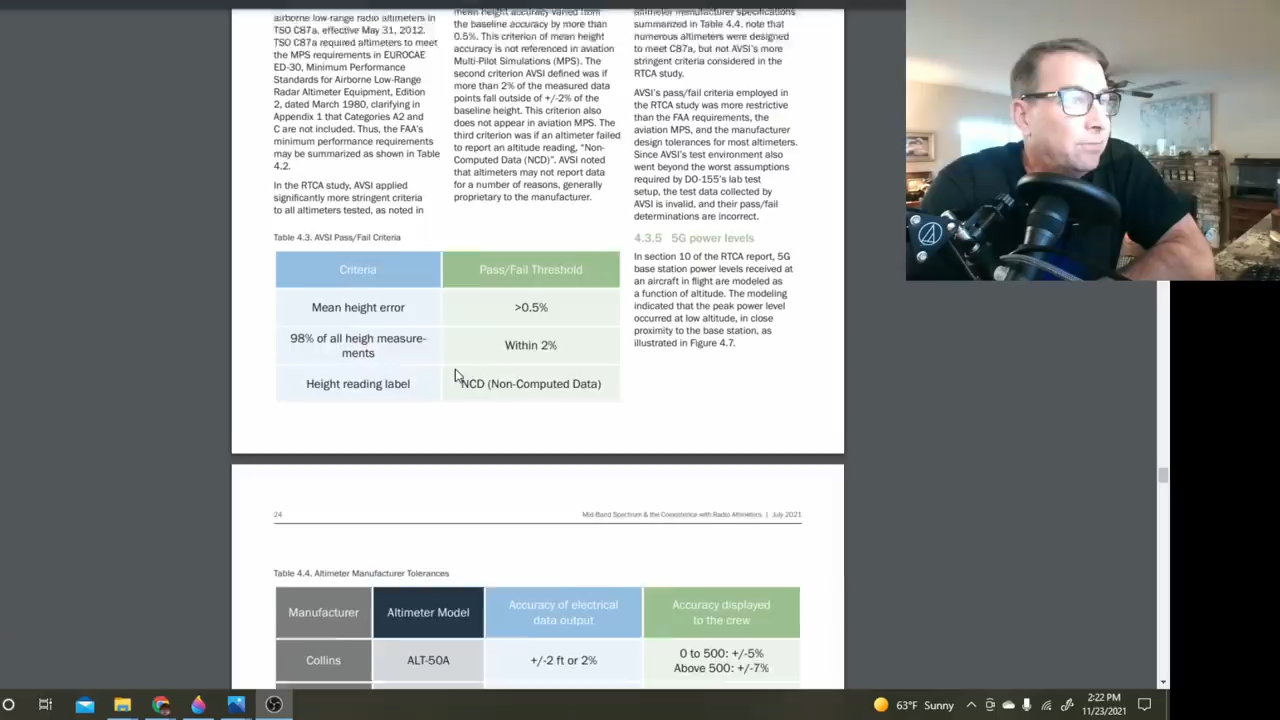 airborne low-range radio altimeters in
TSO C87a, effective May 31, 2012.
TSO C87a required altimeters to meet
the MPS requirements in EUROCAE
ED-30, Minimum Performance
Standards for Airborne Low-Range
Radar Altimeter Equipment, Edition
2, dated March 1980, clarifying in
Appendix 1 that Categories A2 and
C are not included. Thus, the FAA's
minimum performance requirements
may be summarized as shown in Table
4.2.
In the RTCA study, AVSI applied
significantly more stringent criteria
to all altimeters tested, as noted in
mean height accuracy varied from
the baseline accuracy by more than
0.5%. This criterion of mean height
accuracy is not referenced in aviation
Multi-Pilot Simulations (MPS). The
second criterion AVSI defined was if
more than 2% of the measured data
points fall outside of +/-2% of the
baseline height. This criterion also
does not appear in aviation MPS. The
third criterion was if an altimeter failed
to report an altitude reading, "Non-
Computed Data (NCD)". AVSI noted
that altimeters may not report data
for a number of reasons, generally
proprietary to the manufacturer.
altimeter manufacturer specifications
summarized in Table 4.4. note that
numerous altimeters were designed
to meet C87a, but not AVSI's more
stringent criteria considered in the
RTCA study.
AVSI's pass/fail criteria employed in
the RTCA study was more restrictive
than the FAA requirements, the
aviation MPS, and the manufacturer
design tolerances for most altimeters.
Since AVSI's test environment also
went beyond the worst assumptions
required by DO-155's lab test
setup, the test data collected by
AVSI is invalid, and their pass/fail
determinations are incorrect.
4.3.5 5G power levels
In section 10 of the RTCA report, 5G
base station power levels received at
an aircraft in flight are modeled as
a function of altitude. The modeling
indicated that the peak power level
occurred at low altitude, in close
proximity to the base station, as
illustrated in Figure 4.7.
Table 4.3. AVSI Pass/Fail Criteria
Criteria
Pass/Fail Threshold
Mean height error
>0.5%
98% of all heigh measure-
ments
Within 2%
Height reading label
NCD (Non-Computed Data)
24
Mid-Band Spectrum & the Coexistence with Radio Altimeters | July 2021
Table 4.4. Altimeter Manufacturer Tolerances
Manufacturer
Altimeter Model
Accuracy of electrical
data output
Accuracy displayed
to the crew
Collins
ALT-50A
+/-2 ft or 2%
0 to 500: +/-5%
Above 500: +/-7%
63°F Sunny
2:22 PM
11/23/2021